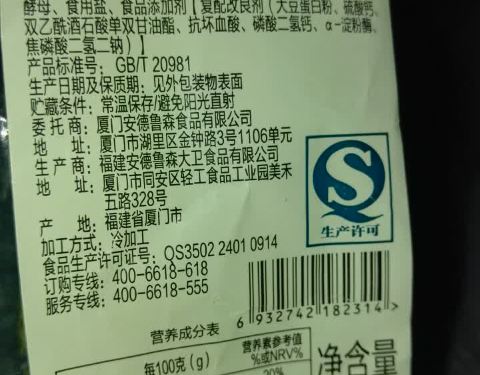 酵母、食用盐、食品添加剂【复配改良剂(大豆蛋白粉、硫酸钙、
双乙酰酒石酸单双甘油酯、抗坏血酸、磷酸二氢钙、α-淀粉酶、
焦磷酸二氢二钠)】
产品标准号:GB/T 20981
生产日期及保质期:见外包装物表面
贮藏条件:常温保存/避免阳光直射
委托商:厦门安德鲁森食品有限公司
地址:厦门市湖里区金钟路3号1106单元
生产商:福建安德鲁森大卫食品有限公司
地址:厦门市同安区轻工食品工业园美禾
五路328号
产地:福建省厦门市
加工方式:冷加工
食品生产许可证号:QS3502 2401 0914
订购专线:400-6618-618
服务专线:400-6618-555
QS
生产许可
6 932742 182314 >
营养成分表
每100克(g)
营养素参考值
%或NRV%
20%
净含量